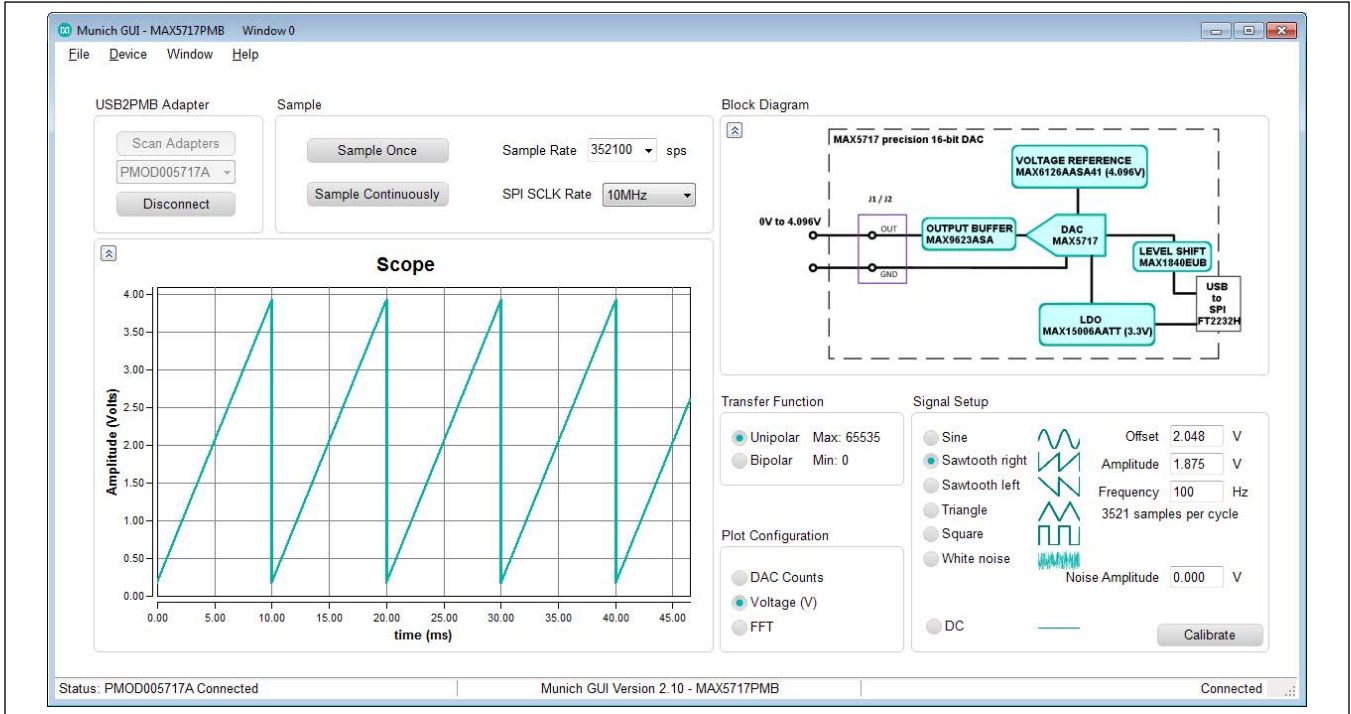 Munich GUI - MAX5717PMB Window 0
File Device Window Help
USB2PMB Adapter
Scan Adapters
PMOD005717A
Disconnect
Sample
Sample Once
Sample Rate 352100 sps
Sample Continuously
SPI SCLK Rate 10MHz
Scope
Amplitude (Volts)
4.00
3.50
3.00
2.50
2.00
1.50
1.00
0.50
0.00
0.00 5.00 10.00 15.00 20.00 25.00 30.00 35.00 40.00 45.00
time (ms)
Block Diagram
MAX5717 precision 16-bit DAC
VOLTAGE REFERENCE
MAX6126AASA41 (4.096V)
J1 / J2
0V to 4.096V
OUT
GND
OUTPUT BUFFER
MAX9623ASA
DAC
MAX5717
LEVEL SHIFT
MAX1840EUB
USB
to
SPI
FT2232H
LDO
MAX15006AATT (3.3V)
Transfer Function
Unipolar Max: 65535
Bipolar Min: 0
Plot Configuration
DAC Counts
Voltage (V)
FFT
Signal Setup
Sine
Sawtooth right
Sawtooth left
Triangle
Square
White noise
DC
Offset 2.048 V
Amplitude 1.875 V
Frequency 100 Hz
3521 samples per cycle
Noise Amplitude 0.000 V
Calibrate
Status: PMOD005717A Connected
Munich GUI Version 2.10 - MAX5717PMB
Connected